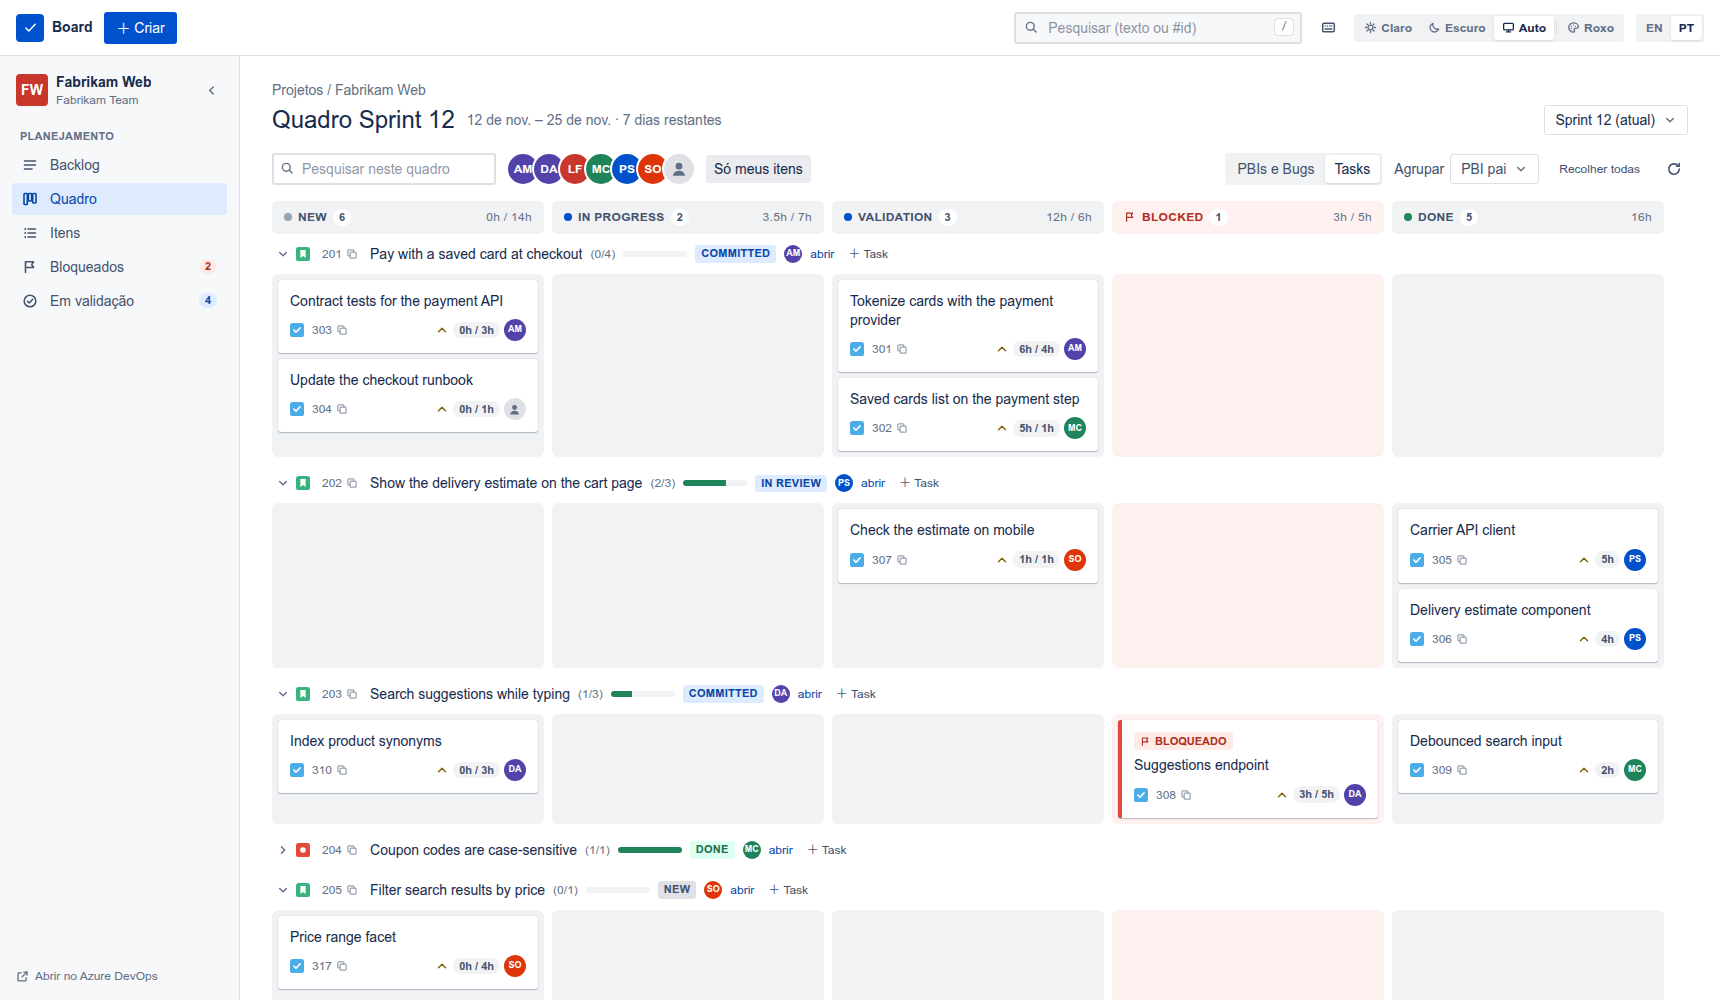 Board
Criar
Pesquisar (texto ou #id)
/
Claro
Escuro
Auto
Roxo
EN
PT
FW
Fabrikam Web
Fabrikam Team
PLANEJAMENTO
Backlog
Quadro
Itens
Bloqueados 2
Em validação 4
Abrir no Azure DevOps
Projetos / Fabrikam Web
Quadro Sprint 12
12 de nov. – 25 de nov. · 7 dias restantes
Sprint 12 (atual)
Pesquisar neste quadro
AM DA LF MC PS SO
Só meus itens
PBIs e Bugs
Tasks
Agrupar
PBI pai
Recolher todas
NEW 6 0h / 14h
IN PROGRESS 2 3.5h / 7h
VALIDATION 3 12h / 6h
BLOCKED 1 3h / 5h
DONE 5 16h
201 Pay with a saved card at checkout (0/4) COMMITTED AM abrir + Task
Contract tests for the payment API
303 0h / 3h AM
Update the checkout runbook
304 0h / 1h
Tokenize cards with the payment
provider
301 6h / 4h AM
Saved cards list on the payment step
302 5h / 1h MC
202 Show the delivery estimate on the cart page (2/3) IN REVIEW PS abrir + Task
Check the estimate on mobile
307 1h / 1h SO
Carrier API client
305 5h PS
Delivery estimate component
306 4h PS
203 Search suggestions while typing (1/3) COMMITTED DA abrir + Task
Index product synonyms
310 0h / 3h DA
BLOQUEADO
Suggestions endpoint
308 3h / 5h DA
Debounced search input
309 2h MC
204 Coupon codes are case-sensitive (1/1) DONE MC abrir + Task
205 Filter search results by price (0/1) NEW SO abrir + Task
Price range facet
317 0h / 4h SO